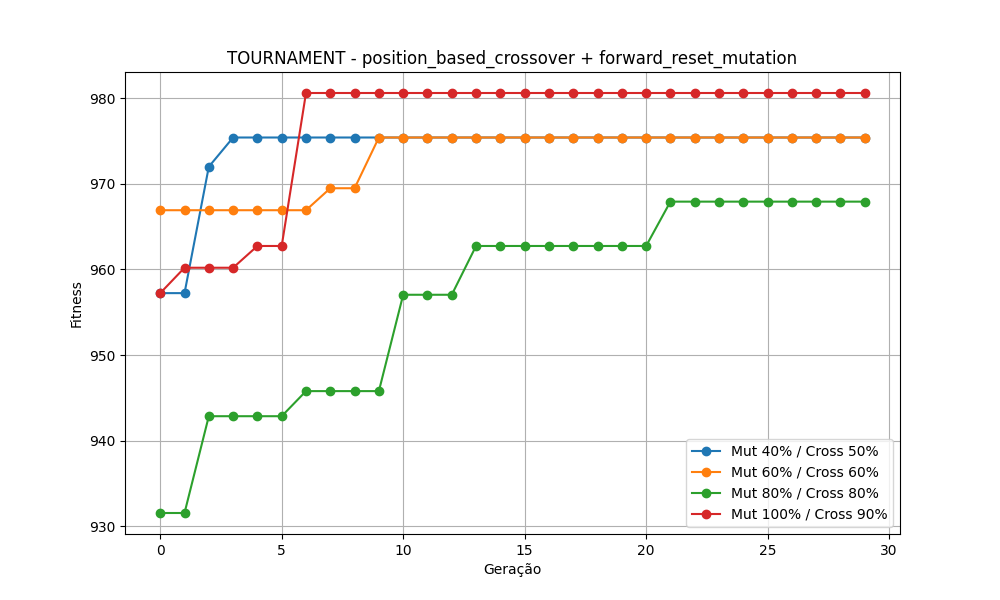 TOURNAMENT - position_based_crossover + forward_reset_mutation
Fitness
980
970
960
950
940
930
0
5
10
15
20
25
30
Geração
Mut 40% / Cross 50%
Mut 60% / Cross 60%
Mut 80% / Cross 80%
Mut 100% / Cross 90%